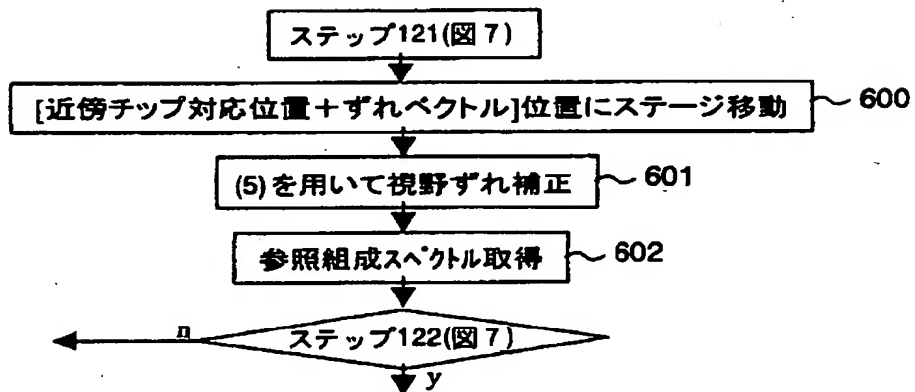 ステップ121(図7)
[近傍チップ対応位置+ずれベクトル]位置にステージ移動 600
(5)を用いて視野ずれ補正 601
参照組成スペクトル取得 602
n ステップ122(図7)
y